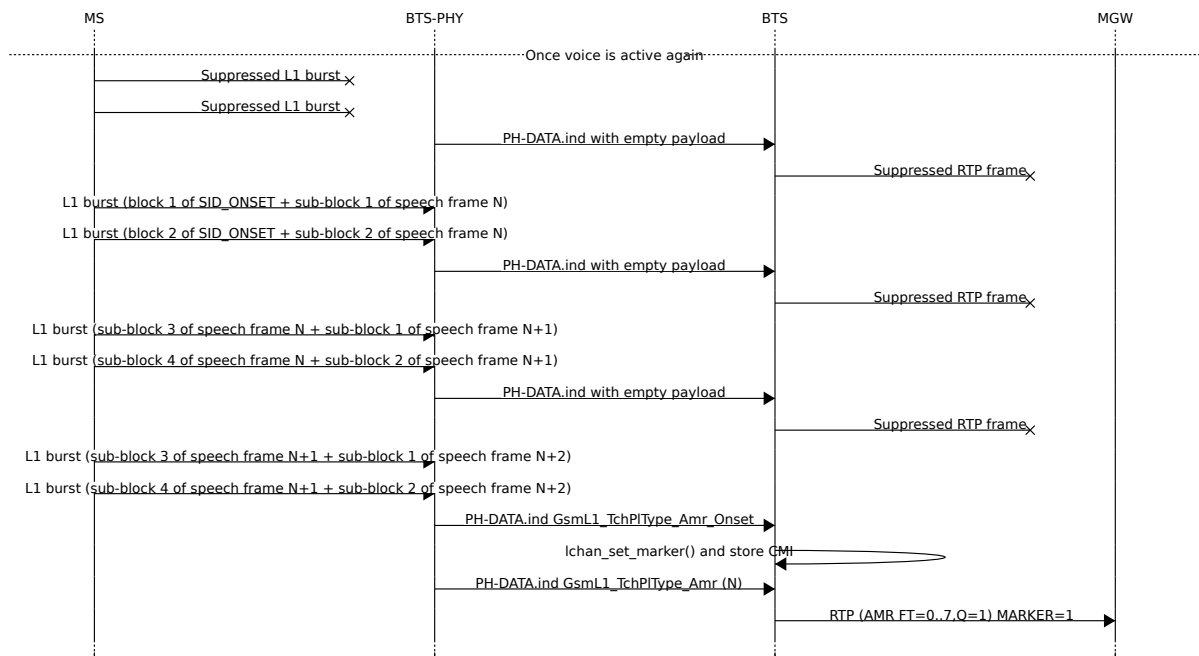 MS BTS-PHY BTS MGW
Once voice is active again
Suppressed L1 burst
Suppressed L1 burst
PH-DATA.ind with empty payload
Suppressed RTP frame
L1 burst (block 1 of SID_ONSET + sub-block 1 of speech frame N)
L1 burst (block 2 of SID_ONSET + sub-block 2 of speech frame N)
PH-DATA.ind with empty payload
Suppressed RTP frame
L1 burst (sub-block 3 of speech frame N + sub-block 1 of speech frame N+1)
L1 burst (sub-block 4 of speech frame N + sub-block 2 of speech frame N+1)
PH-DATA.ind with empty payload
Suppressed RTP frame
L1 burst (sub-block 3 of speech frame N+1 + sub-block 1 of speech frame N+2)
L1 burst (sub-block 4 of speech frame N+1 + sub-block 2 of speech frame N+2)
PH-DATA.ind GsmL1_TchPlType_Amr_Onset
lchan_set_marker() and store CMI
PH-DATA.ind GsmL1_TchPlType_Amr (N)
RTP (AMR FT=0..7,Q=1) MARKER=1